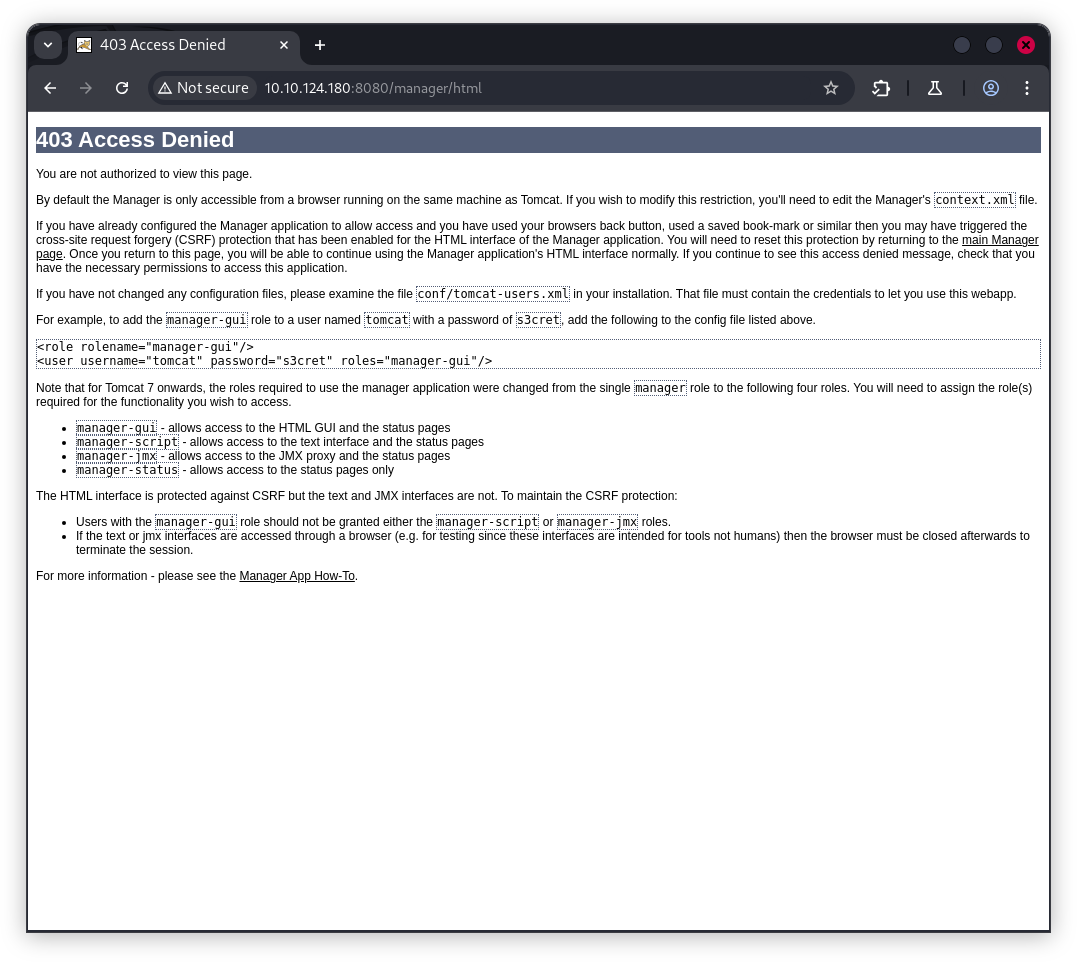 403 Access Denied
Not secure
10.10.124.180:8080/manager/html
403 Access Denied
You are not authorized to view this page.
By default the Manager is only accessible from a browser running on the same machine as Tomcat. If you wish to modify this restriction, you'll need to edit the Manager's context.xml file.
If you have already configured the Manager application to allow access and you have used your browsers back button, used a saved book-mark or similar then you may have triggered the
cross-site request forgery (CSRF) protection that has been enabled for the HTML interface of the Manager application. You will need to reset this protection by returning to the main Manager
page. Once you return to this page, you will be able to continue using the Manager application's HTML interface normally. If you continue to see this access denied message, check that you
have the necessary permissions to access this application.
If you have not changed any configuration files, please examine the file conf/tomcat-users.xml in your installation. That file must contain the credentials to let you use this webapp.
For example, to add the manager-gui role to a user named tomcat with a password of s3cret, add the following to the config file listed above.
<role rolename="manager-gui"/>
<user username="tomcat" password="s3cret" roles="manager-gui"/>
Note that for Tomcat 7 onwards, the roles required to use the manager application were changed from the single manager role to the following four roles. You will need to assign the role(s)
required for the functionality you wish to access.
• manager-gui - allows access to the HTML GUI and the status pages
• manager-script - allows access to the text interface and the status pages
• manager-jmx - allows access to the JMX proxy and the status pages
• manager-status - allows access to the status pages only
The HTML interface is protected against CSRF but the text and JMX interfaces are not. To maintain the CSRF protection:
• Users with the manager-gui role should not be granted either the manager-script or manager-jmx roles.
• If the text or jmx interfaces are accessed through a browser (e.g. for testing since these interfaces are intended for tools not humans) then the browser must be closed afterwards to
terminate the session.
For more information - please see the Manager App How-To.